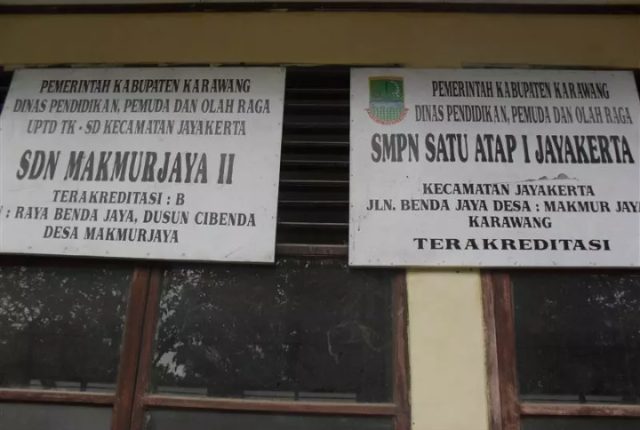 PEMERINTAH KABUPATEN KARAWANG
DINAS PENDIDIKAN, PEMUDA DAN OLAH RAGA
UPTD TK - SD KECAMATAN JAYAKERTA
SDN MAKMURJAYA II
TERAKREDITASI : B
: RAYA BENDA JAYA, DUSUN CIBENDA
DESA MAKMURJAYA
PEMERINTAH KABUPATEN KARAWANG
DINAS PENDIDIKAN, PEMUDA DAN OLAH RAGA
SMPN SATU ATAP I JAYAKERTA
KECAMATAN JAYAKERTA
JLN. BENDA JAYA DESA : MAKMUR JAY
KARAWANG
TERAKREDITASI